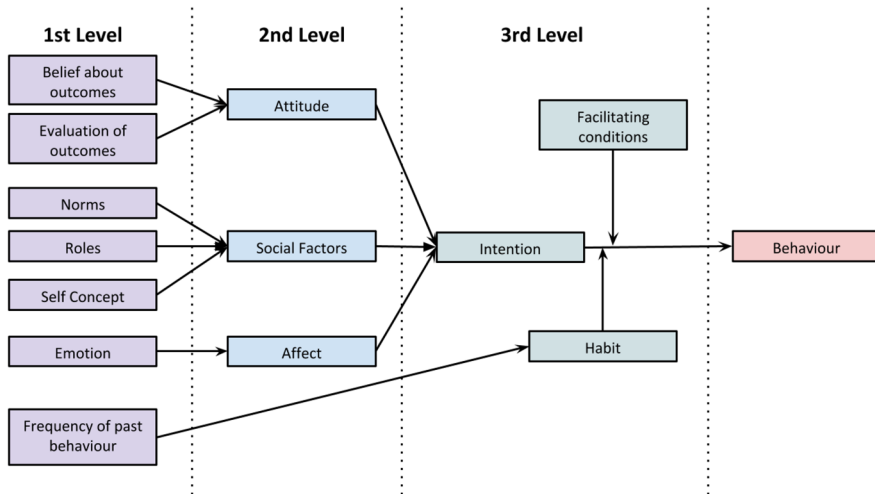 1st Level
2nd Level
3rd Level
Belief about
outcomes
Evaluation of
outcomes
Norms
Roles
Self Concept
Emotion
Frequency of past
behaviour
Attitude
Social Factors
Affect
Facilitating
conditions
Intention
Habit
Behaviour